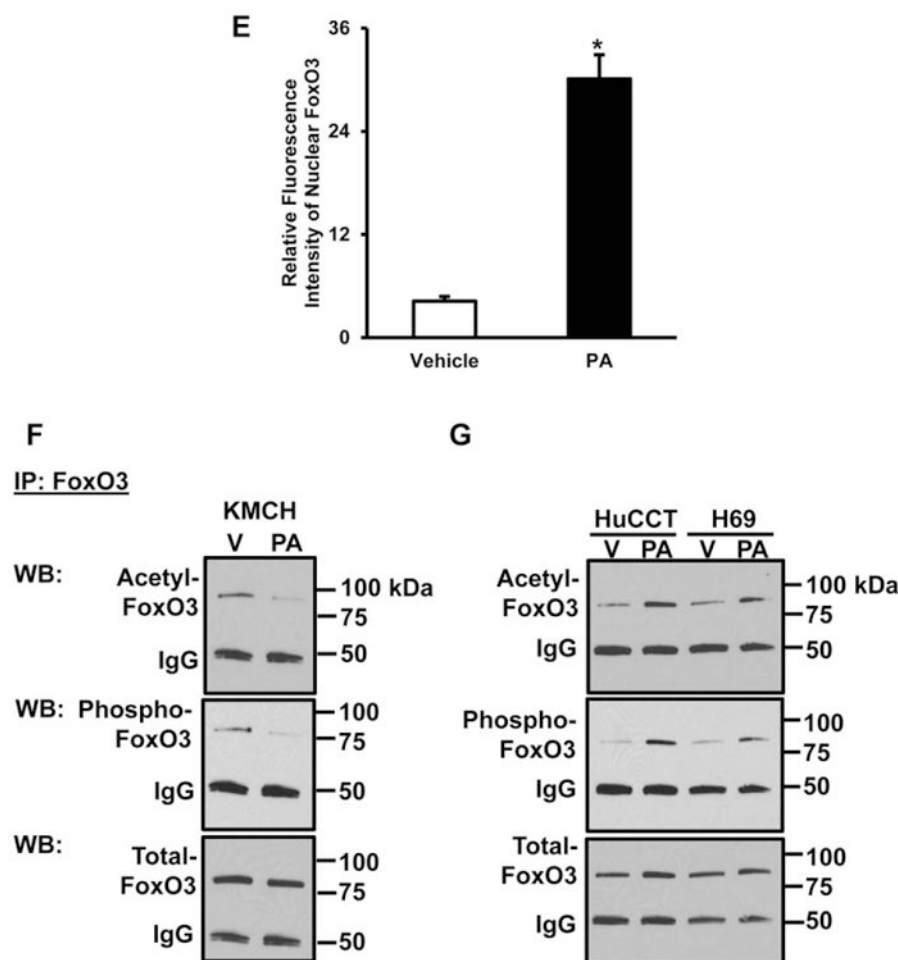 E
Relative Fluorescence
Intensity of Nuclear FoxO3
36
24
12
0
*
Vehicle PA
F
IP: FoxO3
KMCH
V PA
WB: Acetyl-
FoxO3
IgG
100 kDa
75
50
WB: Phospho-
FoxO3
IgG
100
75
50
WB: Total-
FoxO3
IgG
100
75
50
G
HuCCT H69
V PA V PA
Acetyl-
FoxO3
IgG
100 kDa
75
50
Phospho-
FoxO3
IgG
100
75
50
Total-
FoxO3
IgG
100
75
50